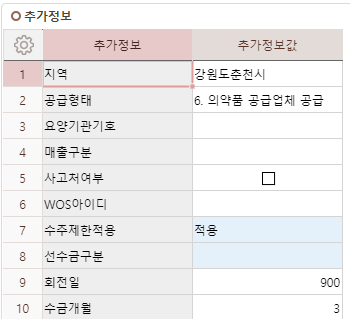 추가정보
추가정보 추가정보값
1 지역 강원도춘천시
2 공급형태 6. 의약품 공급업체 공급
3 요양기관기호
4 매출구분
5 사고처여부
6 WOS아이디
7 수주제한적용 적용
8 선수금구분
9 회전일 900
10 수금개월 3